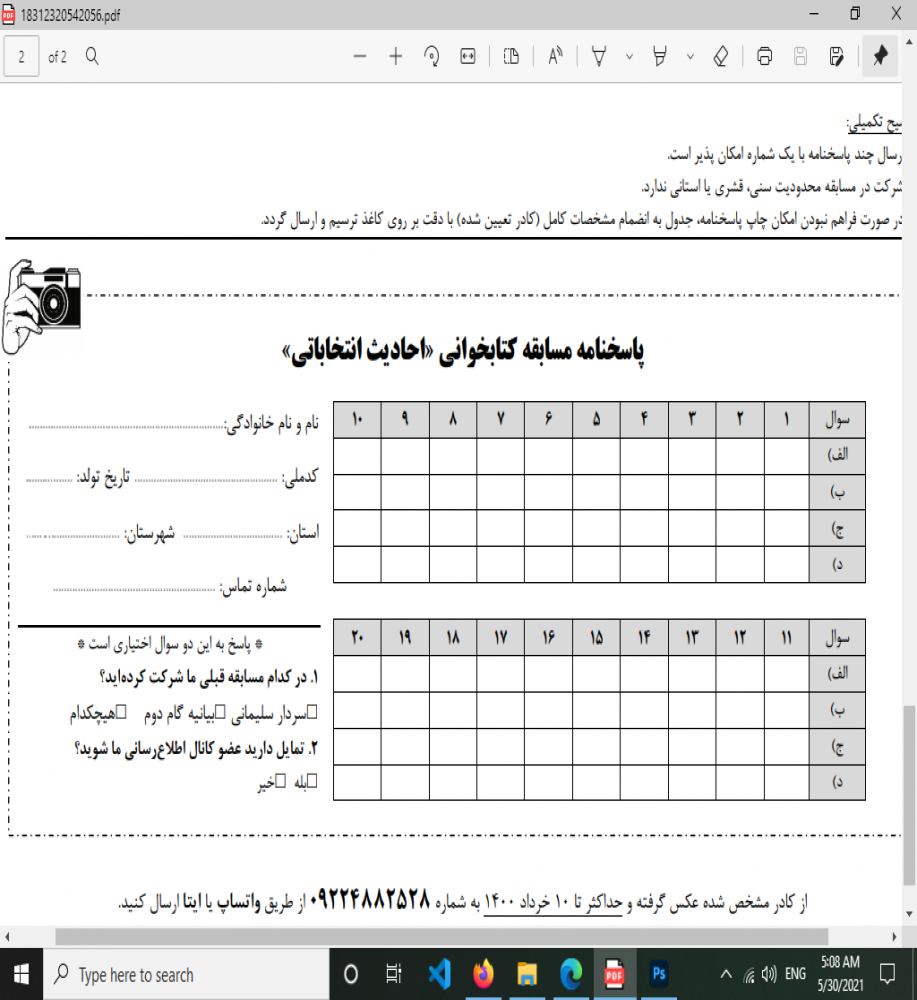 18312320542056.pdf
2 of 2
یح تکمیلی:
رسال چند پاسخنامه با یک شماره امکان پذیر است.
شرکت در مسابقه محدودیت سنی، قشری یا استانی ندارد.
در صورت فراهم نبودن امکان چاپ پاسخنامه، جدول به انضمام مشخصات کامل (کادر تعیین شده) با دقت بر روی کاغذ ترسیم و ارسال گردد.
پاسخنامه مسابقه کتابخوانی «احادیث انتخاباتی»
سوال ۱ ۲ ۳ ۴ ۵ ۶ ۷ ۸ ۹ ۱۰
الف)
ب)
ج)
د)
نام و نام خانوادگی:
کدملی: تاریخ تولد:
استان: شهرستان:
شماره تماس:
سوال ۱۱ ۱۲ ۱۳ ۱۴ ۱۵ ۱۶ ۱۷ ۱۸ ۱۹ ۲۰
الف)
ب)
ج)
د)
* پاسخ به این دو سوال اختیاری است *
۱. در کدام مسابقه قبلی ما شرکت کرده‌اید؟
□سردار سلیمانی □بیانیه گام دوم □هیچکدام
۲. تمایل دارید عضو کانال اطلاع‌رسانی ما شوید؟
□بله □خیر
از کادر مشخص شده عکس گرفته و حداکثر تا ۱۰ خرداد ۱۴۰۰ به شماره ۰۹۲۲۴۸۸۲۵۲۸ از طریق واتساپ یا ایتا ارسال کنید.
Type here to search
PDF
Ps
ENG
5:08 AM
5/30/2021